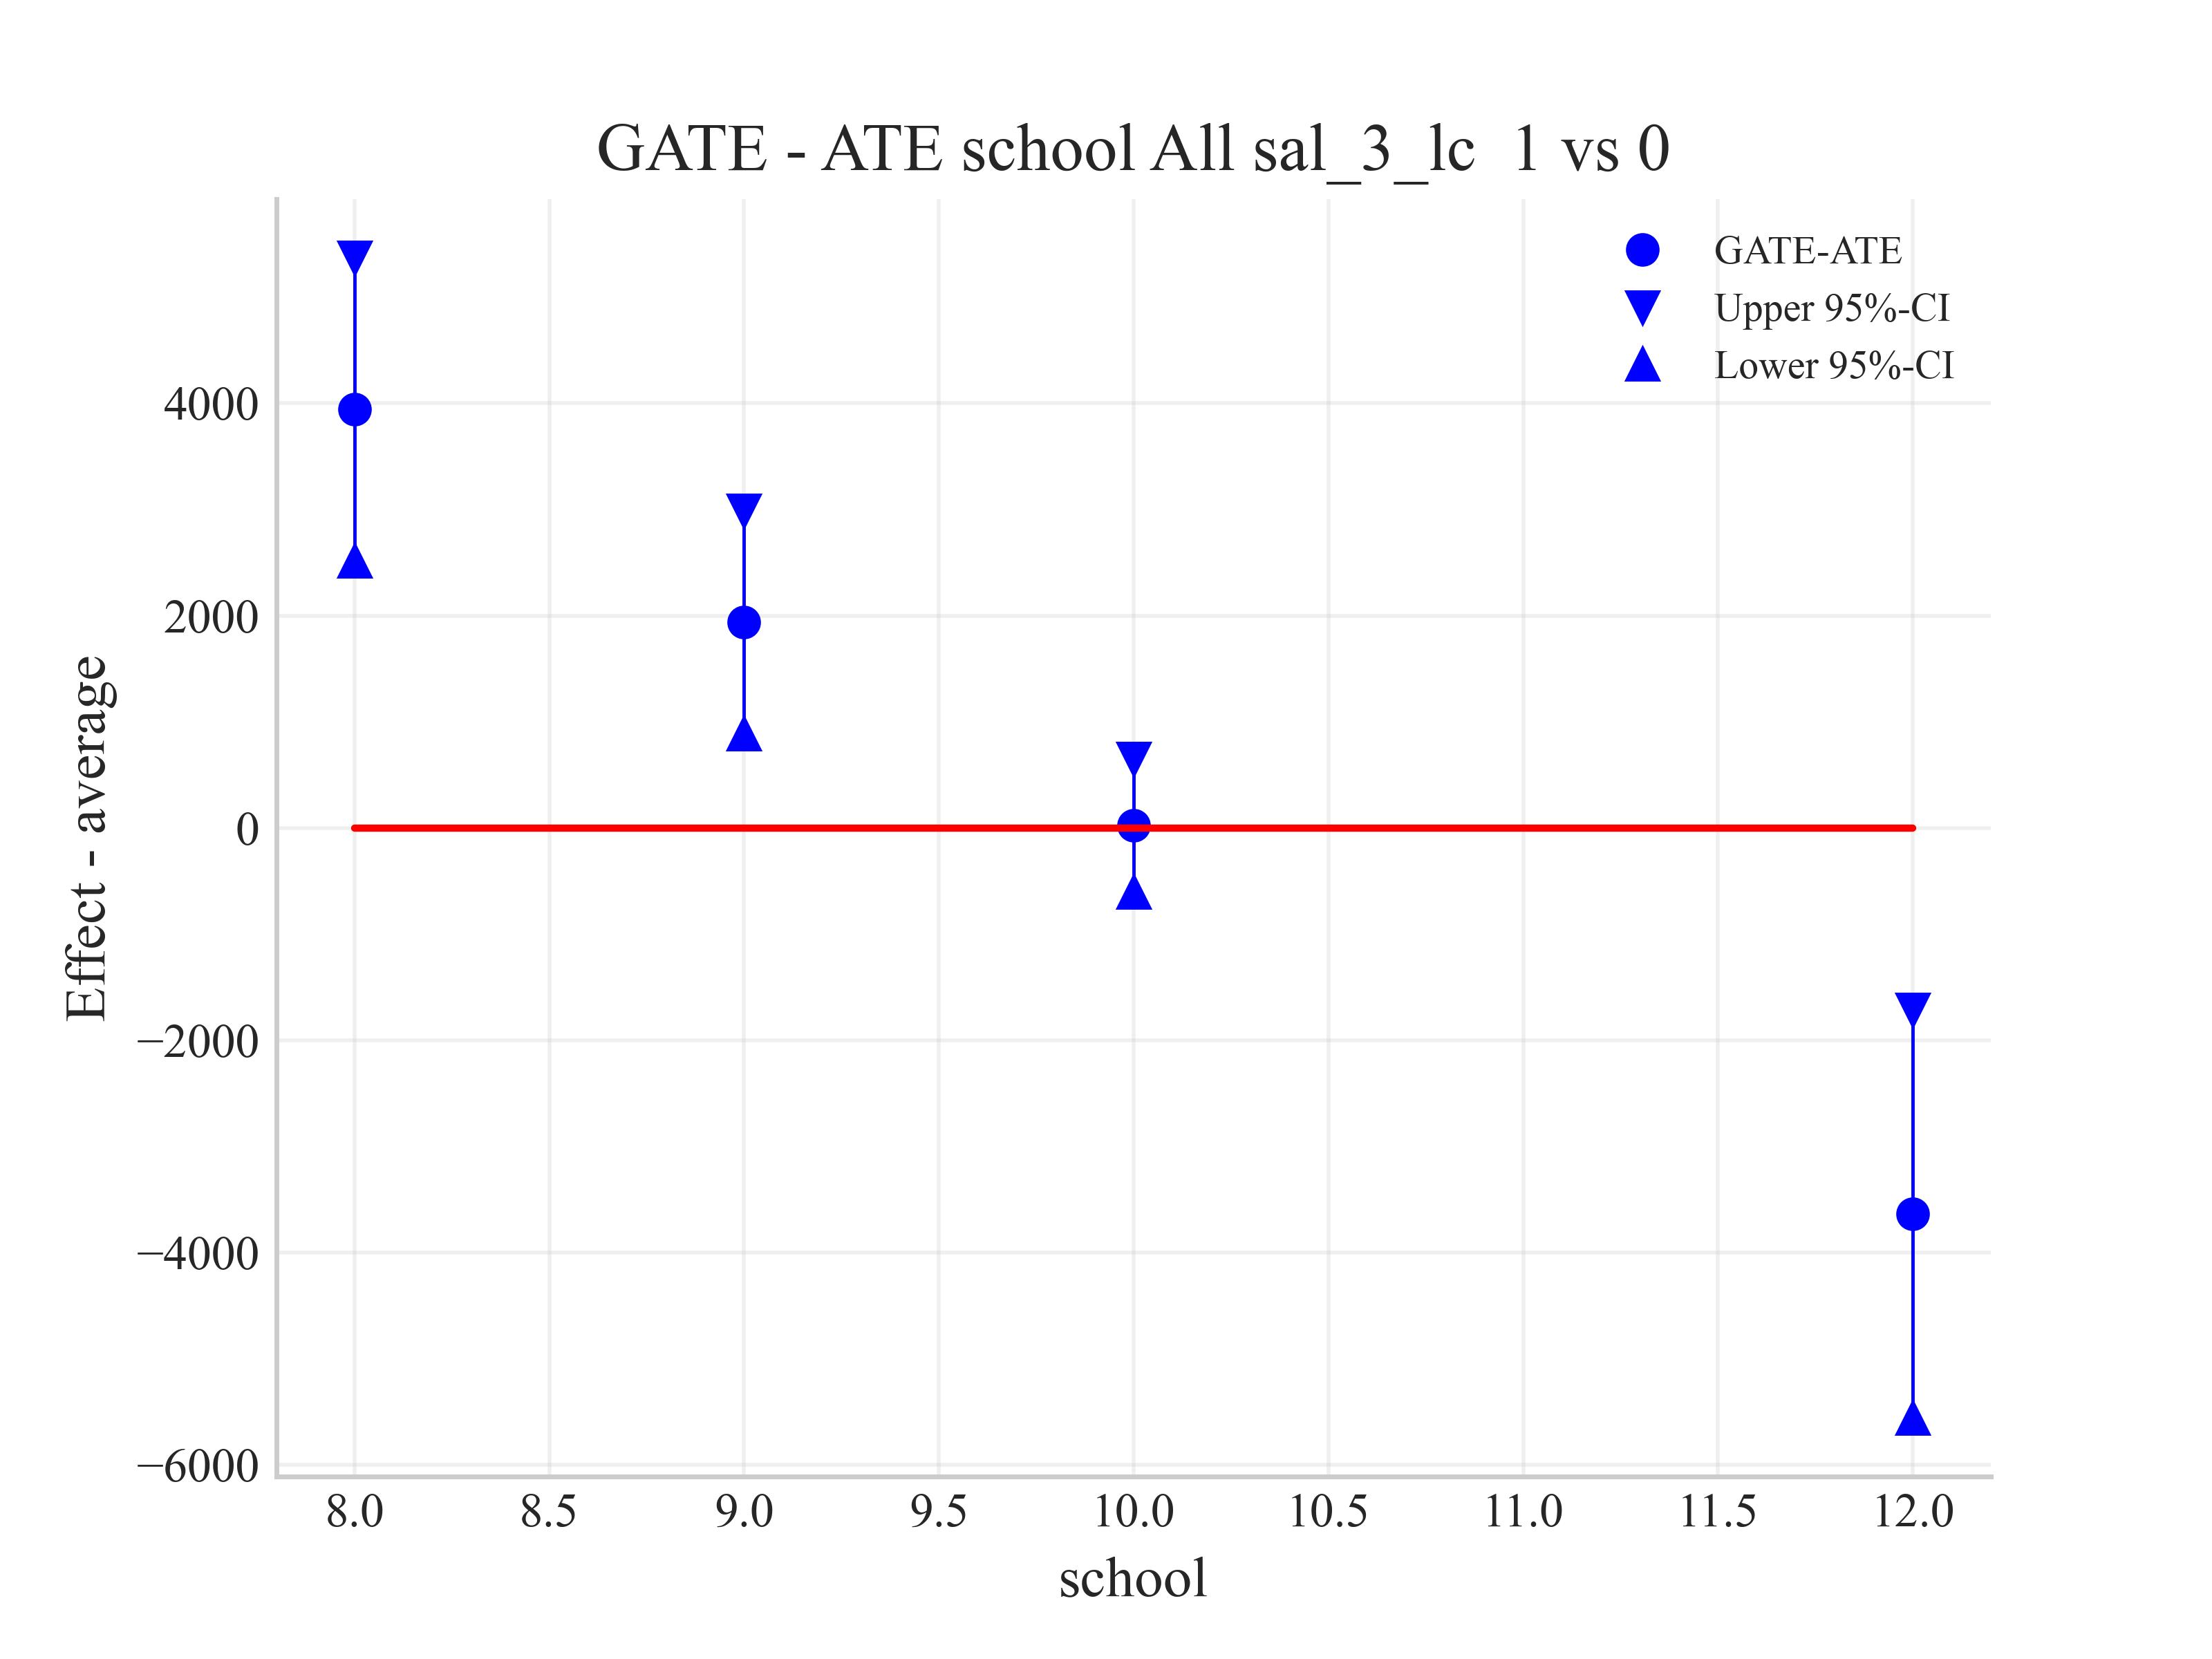 GATE - ATE school All sal_3_lc  1 vs 0
GATE-ATE
Upper 95%-CI
Lower 95%-CI
Effect - average
4000
2000
0
−2000
−4000
−6000
8.0 8.5 9.0 9.5 10.0 10.5 11.0 11.5 12.0
school